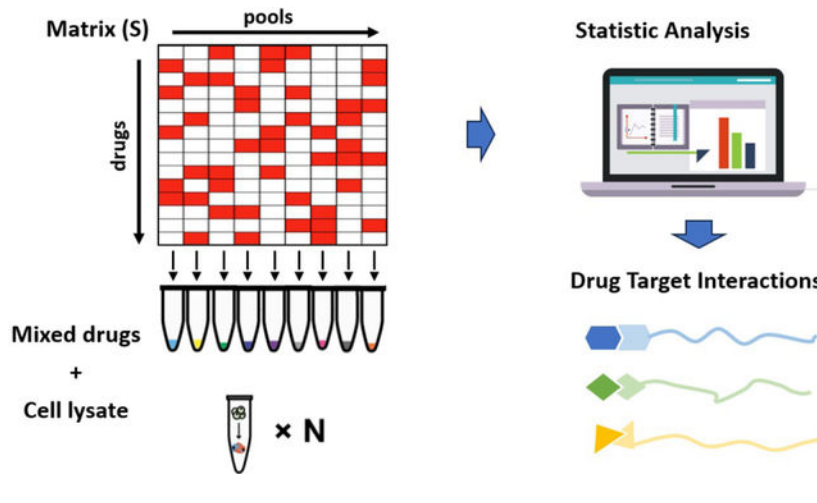 Matrix (S)
pools
drugs
Mixed drugs
+
Cell lysate
× N
Statistic Analysis
Drug Target Interactions